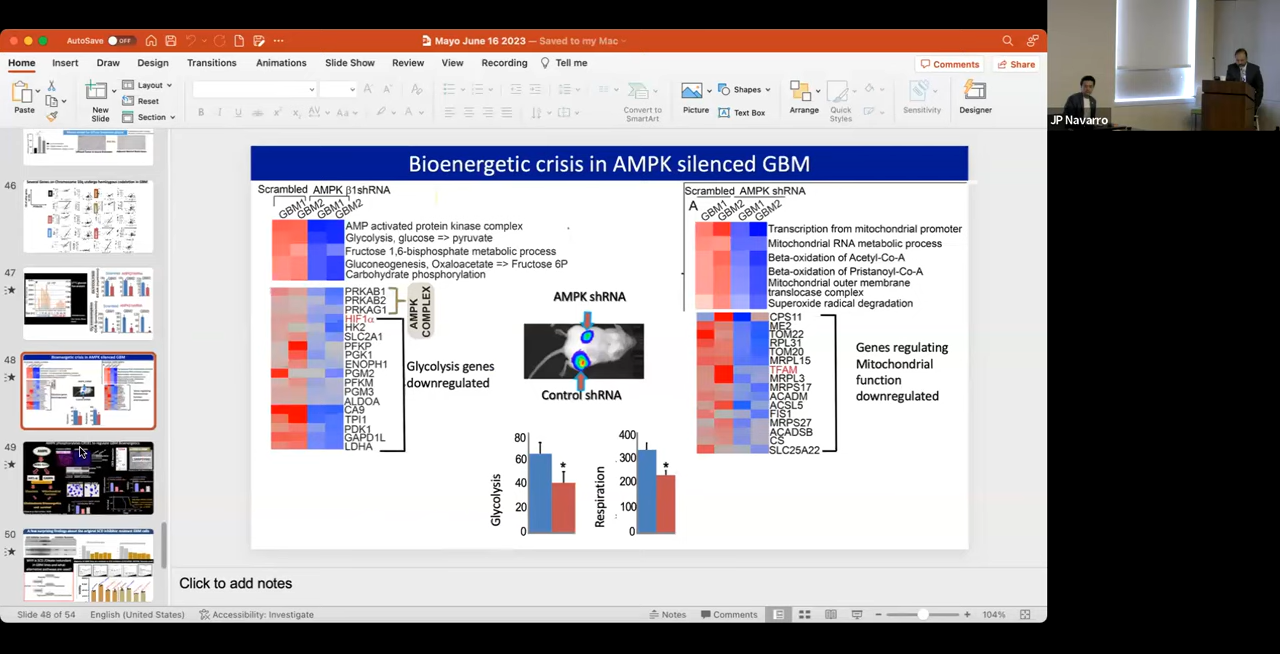 AutoSave OFF
Mayo June 16 2023 – Saved to my Mac
Home Insert Draw Design Transitions Animations Slide Show Review View Recording Tell me
Comments Share
Paste
New Slide
Layout
Reset
Section
Convert to SmartArt
Picture
Shapes
Text Box
Arrange
Quick Styles
Sensitivity
Designer
JP Navarro
46
47
48
Bioenergetic crisis in AMPK silenced GBM
49
50
Bioenergetic crisis in AMPK silenced GBM
Scrambled AMPK β1shRNA
GBM1 GBM2 GBM1 GBM2
AMP activated protein kinase complex
Glycolysis, glucose => pyruvate
Fructose 1,6-bisphosphate metabolic process
Gluconeogenesis, Oxaloacetate => Fructose 6P
Carbohydrate phosphorylation
PRKAB1
PRKAB2
PRKAG1
HIF1α
HK2
SLC2A1
PFKP
PGK1
ENOPH1
PGM2
PFKM
PGM3
ALDOA
CA9
TPI1
PDK1
GAPD1L
LDHA
AMPK
COMPLEX
Glycolysis genes
downregulated
AMPK shRNA
Control shRNA
Glycolysis
80
60
40
20
0
*
Respiration
400
300
200
100
0
*
Scrambled AMPK shRNA
A
GBM1 GBM2 GBM1 GBM2
Transcription from mitochondrial promoter
Mitochondrial RNA metabolic process
Beta-oxidation of Acetyl-Co-A
Beta-oxidation of Pristanoyl-Co-A
Mitochondrial outer membrane
translocase complex
Superoxide radical degradation
CPS11
ME2
TOM22
RPL31
TOM20
MRPL15
TFAM
MRPL3
MRPS17
ACADM
ACSL5
FIS1
MRPS27
ACADSB
CS
SLC25A22
Genes regulating
Mitochondrial
function
downregulated
Click to add notes
Slide 48 of 54 English (United States) Accessibility: Investigate
Notes Comments 104%